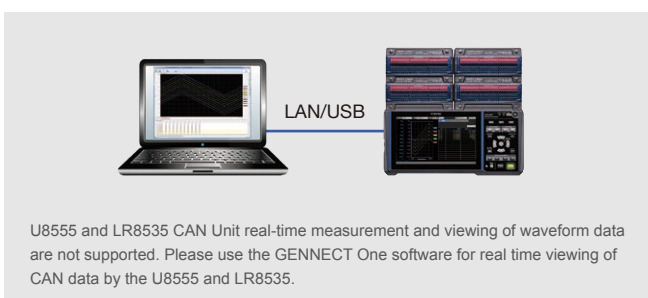 LAN/USB
U8555 and LR8535 CAN Unit real-time measurement and viewing of waveform data
are not supported. Please use the GENNECT One software for real time viewing of
CAN data by the U8555 and LR8535.